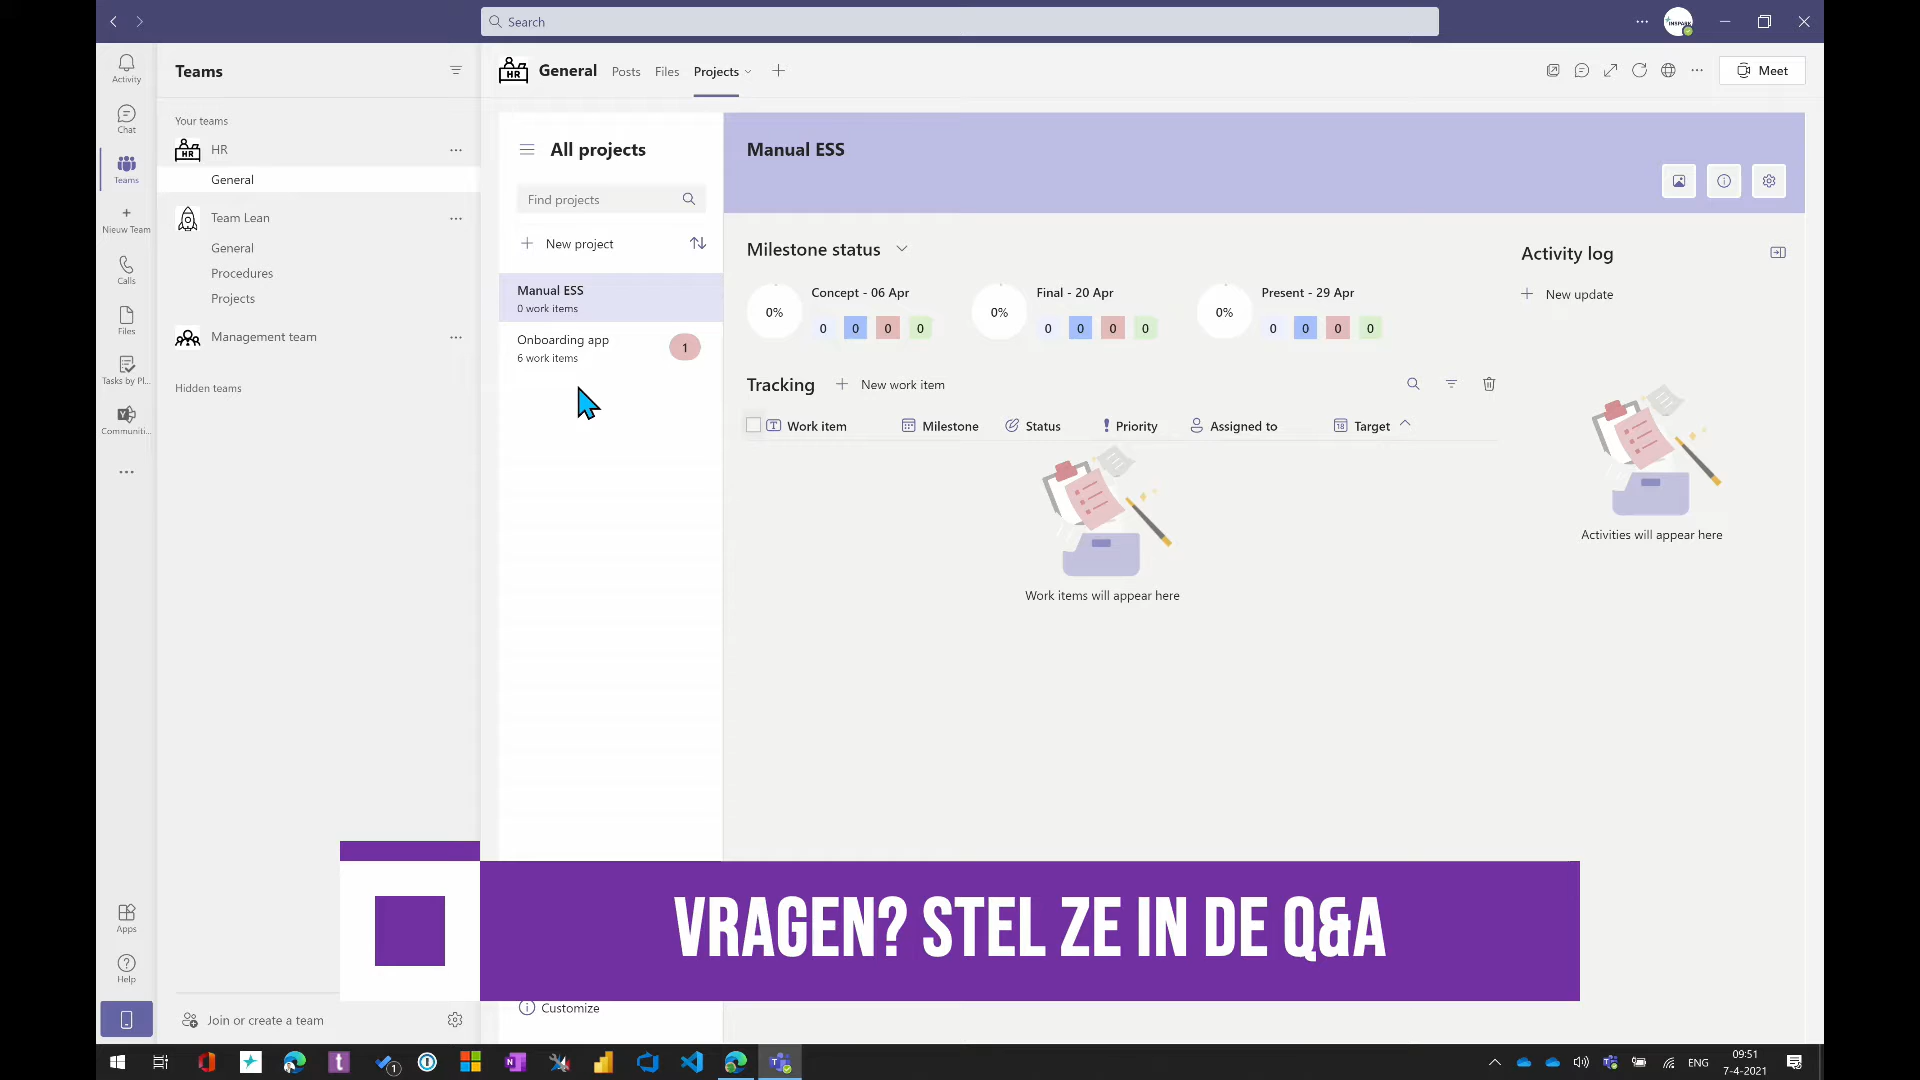 Search
INSPARK
Activity
Chat
Teams
Nieuw Team
Calls
Files
Tasks by Pl...
Communiti...
Apps
Help
Teams
Your teams
HR
HR
General
Team Lean
General
Procedures
Projects
Management team
Hidden teams
Join or create a team
HR
General
Posts
Files
Projects
Meet
All projects
Find projects
New project
Manual ESS
0 work items
Onboarding app
6 work items
1
Customize
Manual ESS
Milestone status
0%
Concept - 06 Apr
0 0 0 0
0%
Final - 20 Apr
0 0 0 0
0%
Present - 29 Apr
0 0 0 0
Tracking
New work item
Work item
Milestone
Status
Priority
Assigned to
18
Target
Work items will appear here
Activity log
New update
Activities will appear here
VRAGEN? STEL ZE IN DE Q&A
t
1
N
ENG
09:51
7-4-2021